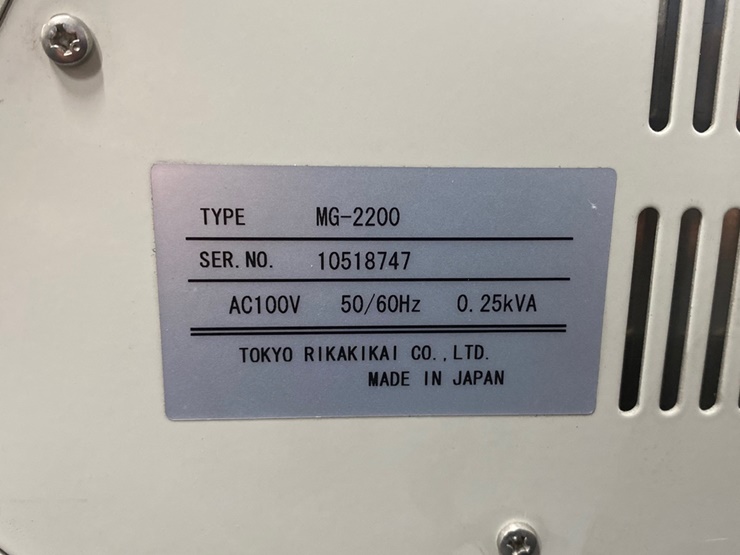 TYPE MG-2200
SER.NO. 10518747
AC100V 50/60Hz 0.25kVA
TOKYO RIKAKIKAI CO.,LTD.
MADE IN JAPAN